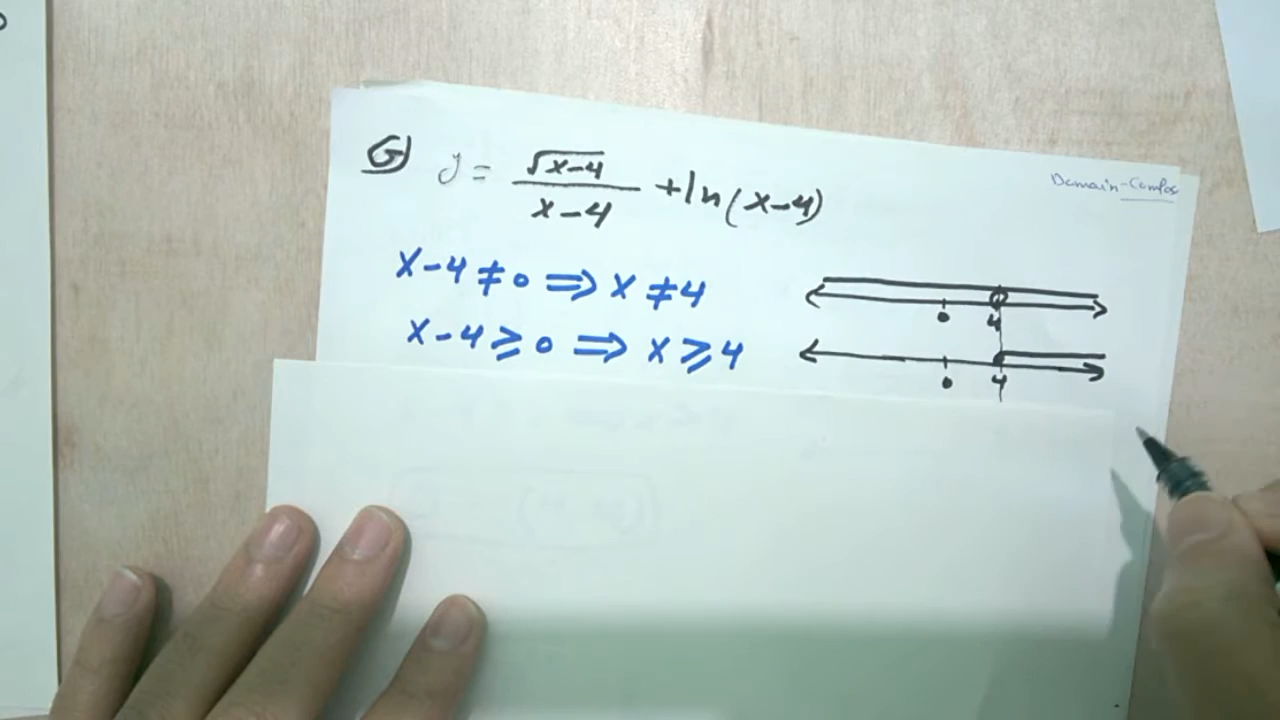 Domain-Compos
G) y = √x-4 / x-4 + ln(x-4)
x-4 ≠ 0 ⇒ x ≠ 4
0 4
x-4 ≥ 0 ⇒ x ≥ 4
0 4